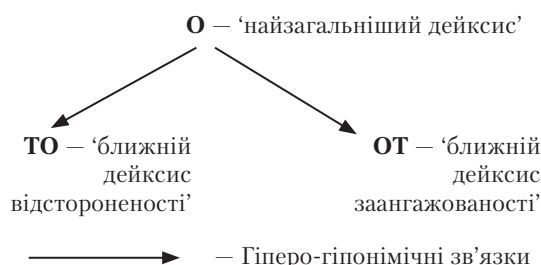 О – ‘найзагальніший дейксис’
ТО – ‘ближній
дейксис
відстороненості’
ОТ – ‘ближній
дейксис
заангажованості’
– Гіперо-гіпонімічні зв'язки